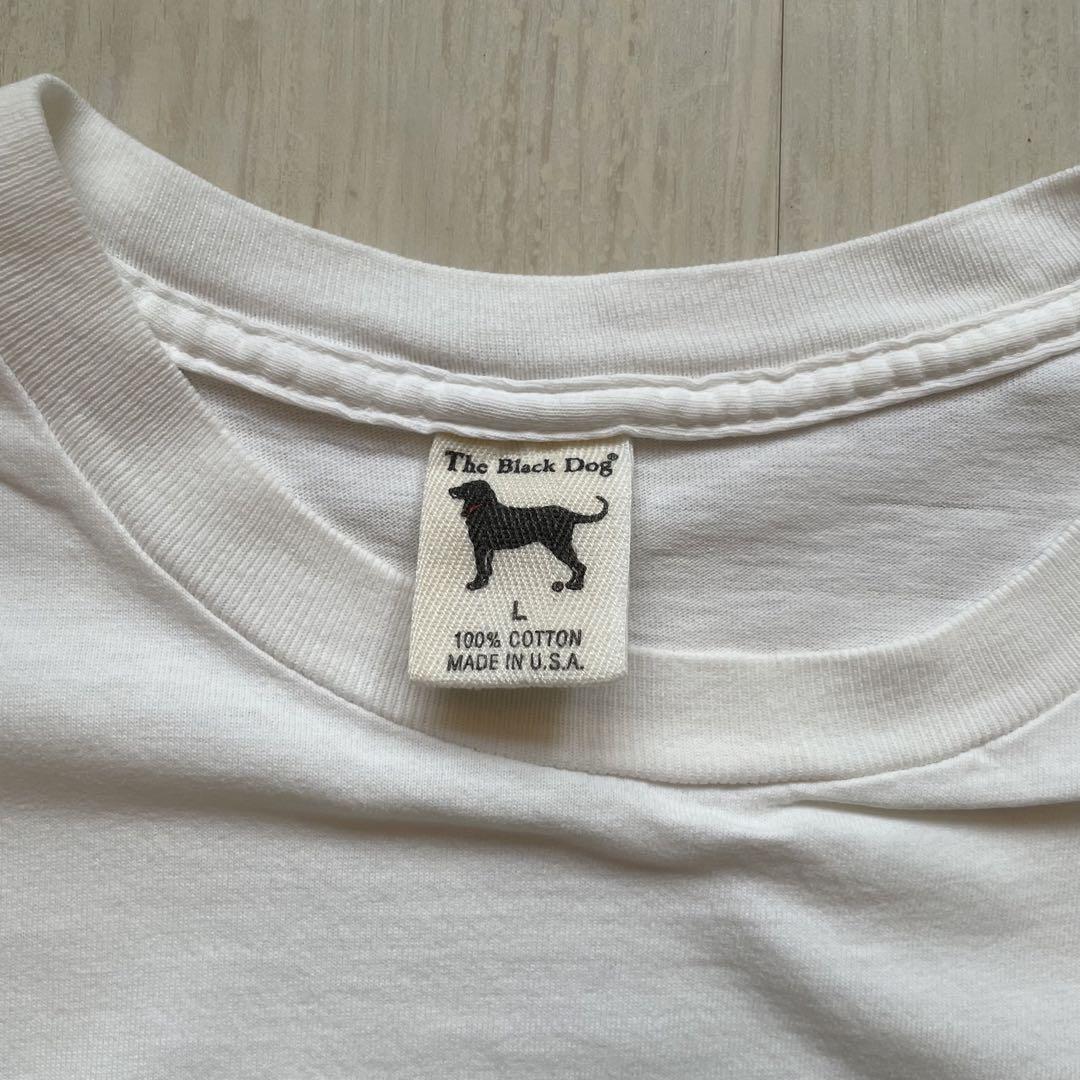 The Black Dog®
L
100% COTTON
MADE IN U.S.A.